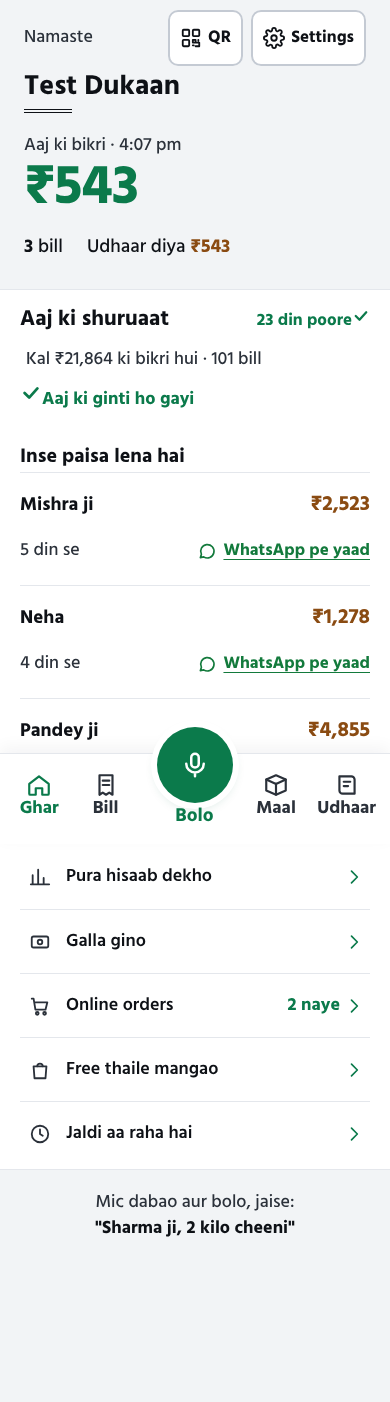 Namaste
QR
Settings
Test Dukaan
Aaj ki bikri · 4:07 pm
₹543
3 bill Udhaar diya ₹543
Aaj ki shuruaat
23 din poore
Kal ₹21,864 ki bikri hui · 101 bill
Aaj ki ginti ho gayi
Inse paisa lena hai
Mishra ji ₹2,523
5 din se WhatsApp pe yaad
Neha ₹1,278
4 din se WhatsApp pe yaad
Pandey ji ₹4,855
Ghar Bill Bolo Maal Udhaar
Pura hisaab dekho
Galla gino
Online orders 2 naye
Free thaile mangao
Jaldi aa raha hai
Mic dabao aur bolo, jaise:
"Sharma ji, 2 kilo cheeni"